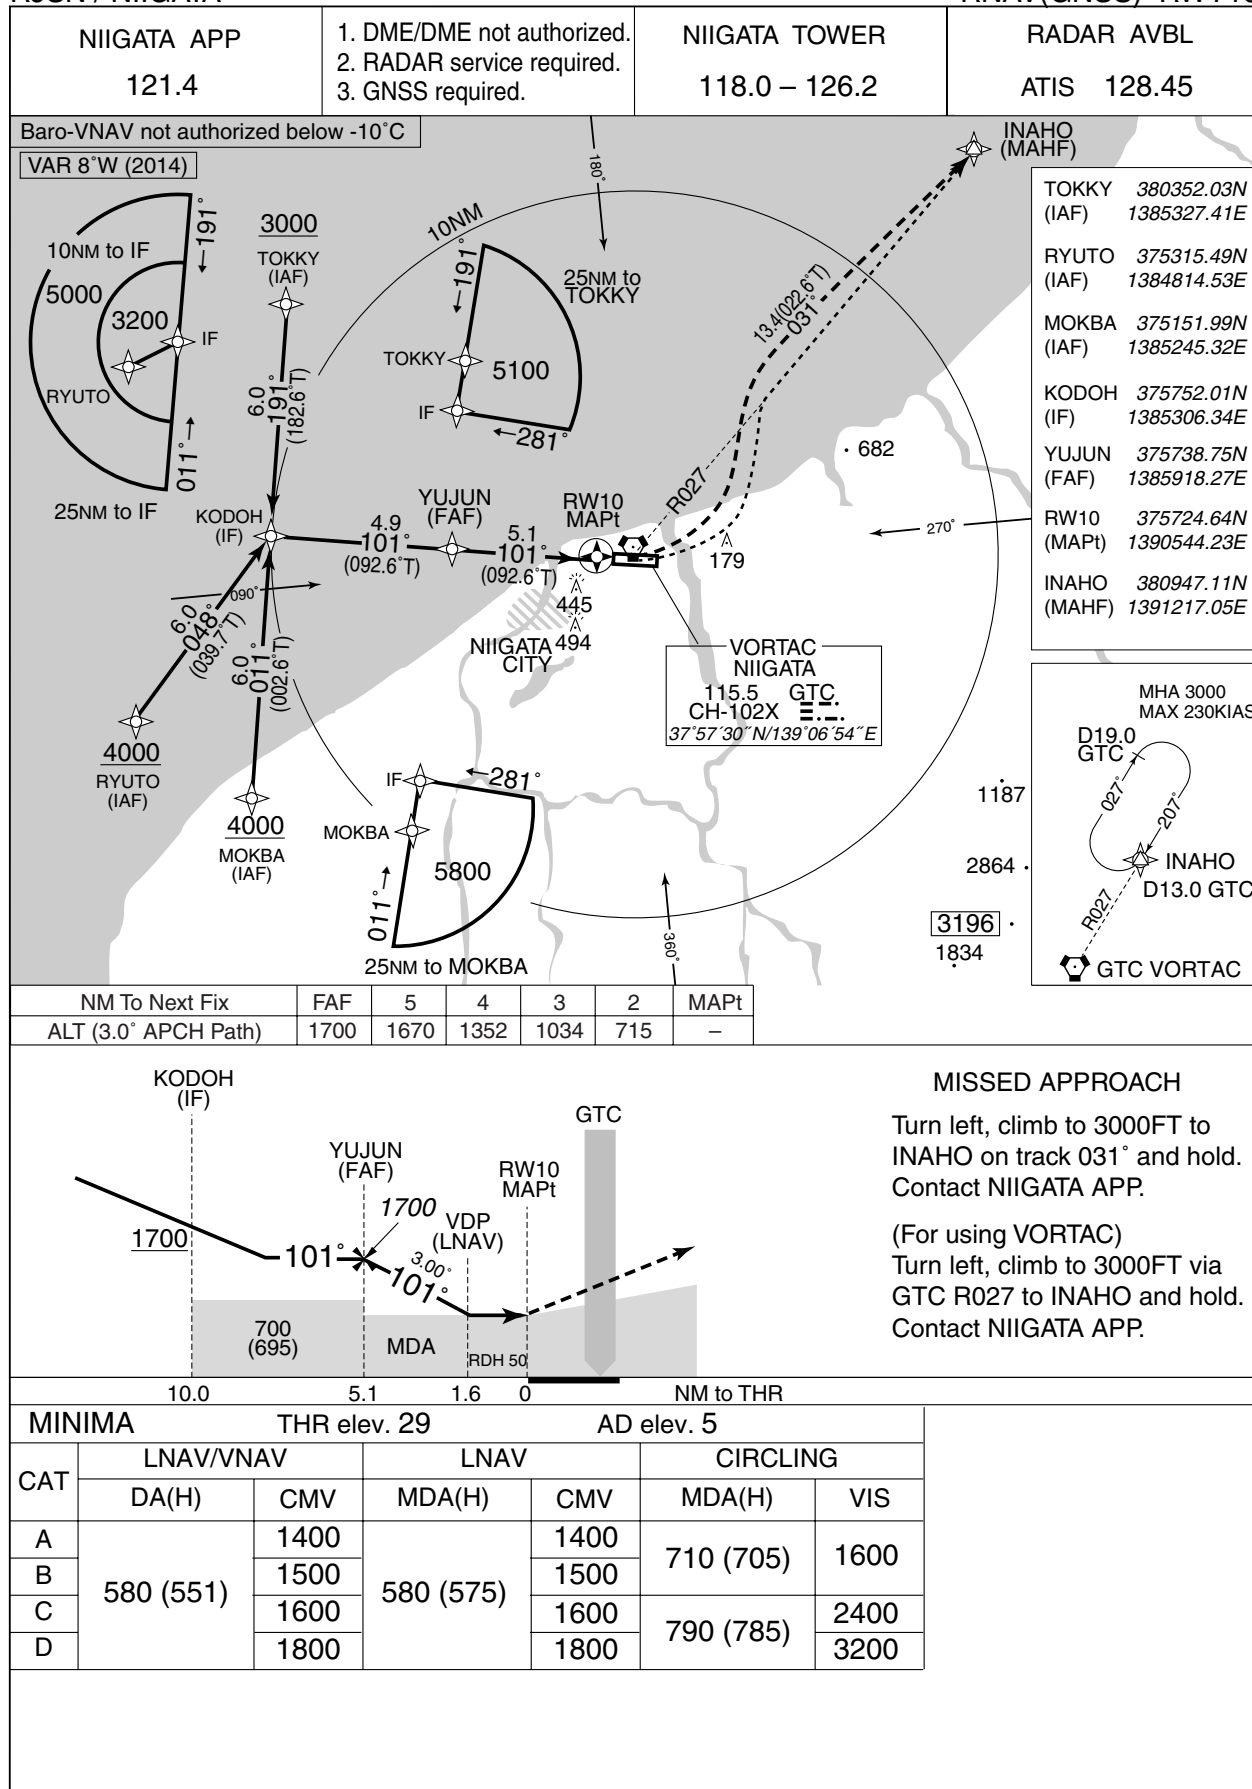 NIIGATA APP
121.4
1. DME/DME not authorized.
2. RADAR service required.
3. GNSS required.
NIIGATA TOWER
118.0 – 126.2
RADAR AVBL
ATIS 128.45
Baro-VNAV not authorized below -10˚C
VAR 8˚W (2014)
INAHO
(MAHF)
180˚
10NM
191˚
10NM to IF
5000
3200
IF
RYUTO
011˚
25NM to IF
3000
TOKKY
(IAF)
6.0
191˚
(182.6˚T)
191˚
25NM to
TOKKY
TOKKY
5100
IF
281˚
13.4(022.6˚T)
031˚
682
R027
270˚
KODOH
(IF)
4.9
101˚
(092.6˚T)
YUJUN
(FAF)
5.1
101˚
(092.6˚T)
RW10
MAPt
179
445
494
NIIGATA
CITY
090˚
6.0
048˚
(039.7˚T)
6.0
011˚
(002.6˚T)
4000
RYUTO
(IAF)
4000
MOKBA
(IAF)
VORTAC
NIIGATA
115.5 GTC
CH-102X
37˚57´30˝N/139˚06´54˝E
IF
281˚
MOKBA
5800
011˚
25NM to MOKBA
360˚
1187
2864
3196
1834
TOKKY 380352.03N
(IAF) 1385327.41E
RYUTO 375315.49N
(IAF) 1384814.53E
MOKBA 375151.99N
(IAF) 1385245.32E
KODOH 375752.01N
(IF) 1385306.34E
YUJUN 375738.75N
(FAF) 1385918.27E
RW10 375724.64N
(MAPt) 1390544.23E
INAHO 380947.11N
(MAHF) 1391217.05E
MHA 3000
MAX 230KIAS
D19.0
GTC
027˚
207˚
INAHO
D13.0 GTC
R027
GTC VORTAC
NM To Next Fix FAF 5 4 3 2 MAPt
ALT (3.0˚ APCH Path) 1700 1670 1352 1034 715 –
KODOH
(IF)
YUJUN
(FAF)
1700
VDP
(LNAV)
RW10
MAPt
GTC
1700
101˚
3.00˚
101˚
700
(695)
MDA
RDH 50
10.0 5.1 1.6 0 NM to THR
MISSED APPROACH
Turn left, climb to 3000FT to
INAHO on track 031˚ and hold.
Contact NIIGATA APP.
(For using VORTAC)
Turn left, climb to 3000FT via
GTC R027 to INAHO and hold.
Contact NIIGATA APP.
MINIMA THR elev. 29 AD elev. 5
CAT LNAV/VNAV LNAV CIRCLING
DA(H) CMV MDA(H) CMV MDA(H) VIS
A 580 (551) 1400 580 (575) 1400 710 (705) 1600
B 1500 1500
C 1600 1600 790 (785) 2400
D 1800 1800 3200